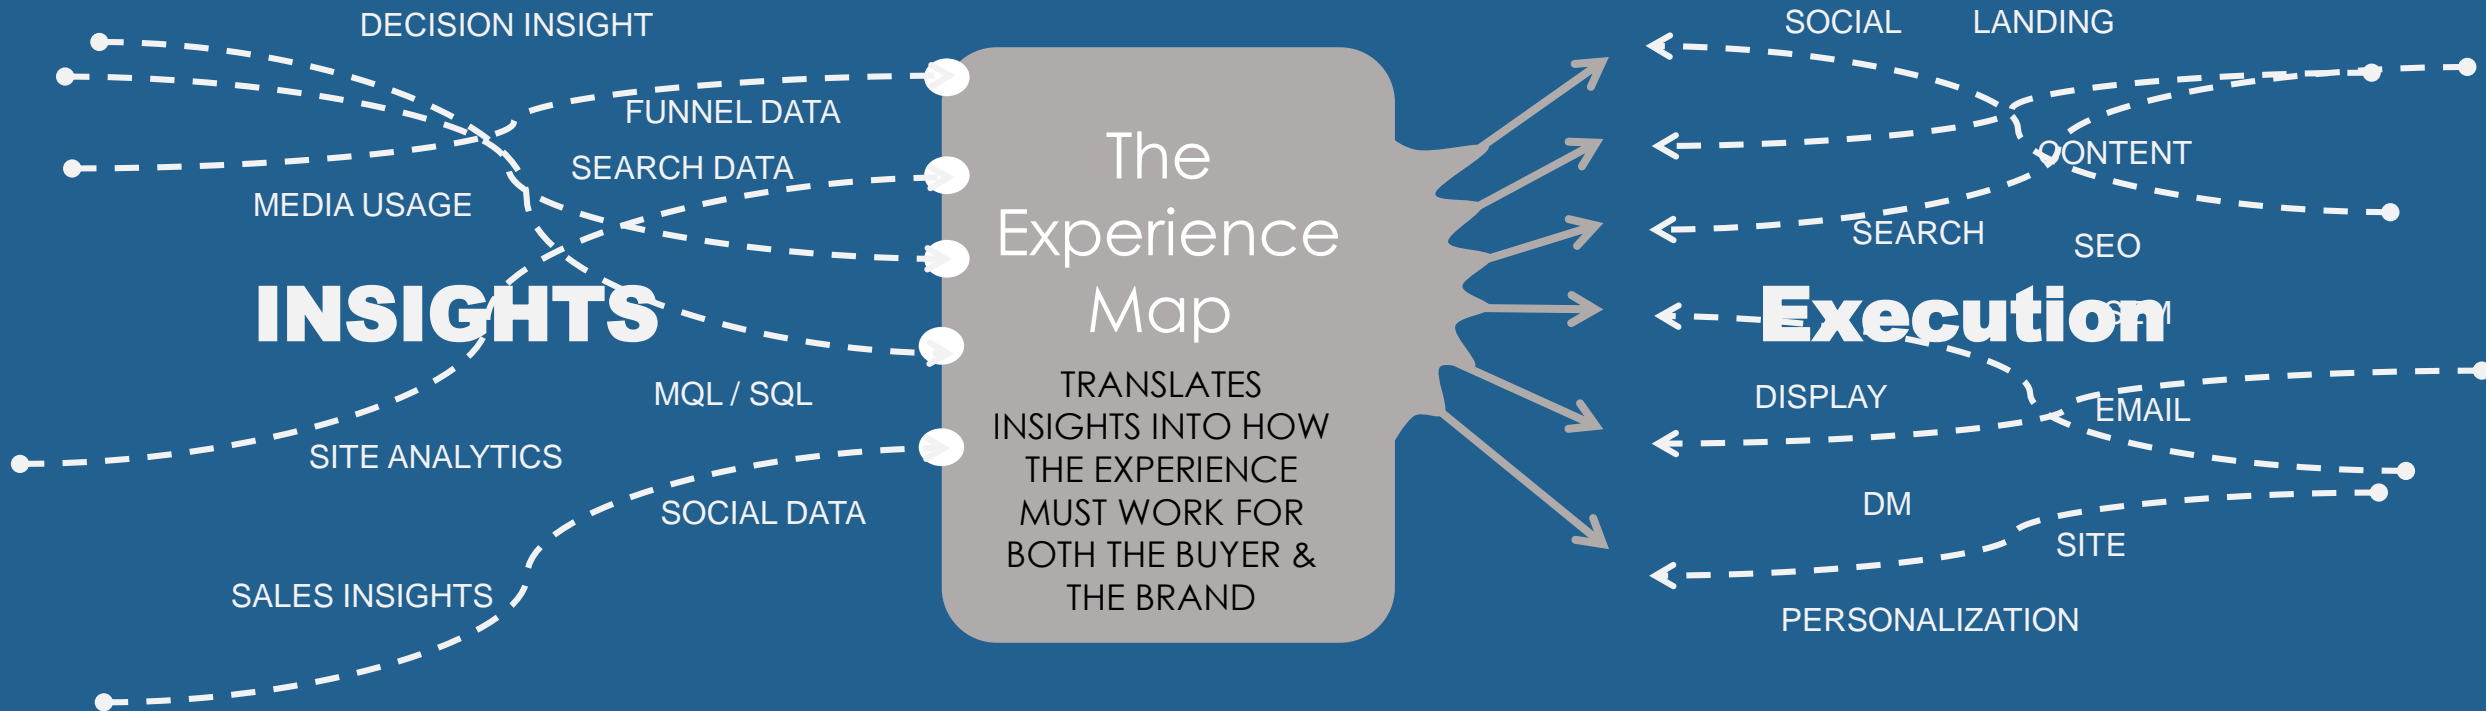 DECISION INSIGHT
FUNNEL DATA
SEARCH DATA
MEDIA USAGE
INSIGHTS
MQL / SQL
SITE ANALYTICS
SOCIAL DATA
SALES INSIGHTS
The
Experience
Map
TRANSLATES
INSIGHTS INTO HOW
THE EXPERIENCE
MUST WORK FOR
BOTH THE BUYER &
THE BRAND
SOCIAL LANDING
CONTENT
SEARCH
SEO
SEM
Execution
DISPLAY
EMAIL
DM
SITE
PERSONALIZATION